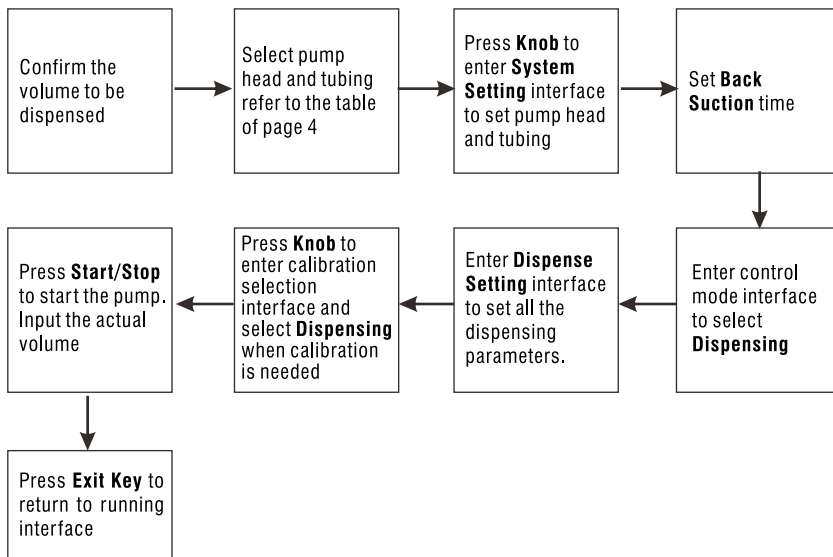 Confirm the
volume to be
dispensed
Select pump
head and tubing
refer to the table
of page 4
Press Knob to
enter System
Setting interface
to set pump head
and tubing
Set Back
Suction time
Enter control
mode interface
to select
Dispensing
Enter Dispense
Setting interface
to set all the
dispensing
parameters.
Press Knob to
enter calibration
selection
interface and
select Dispensing
when calibration
is needed
Press Start/Stop
to start the pump.
Input the actual
volume
Press Exit Key to
return to running
interface